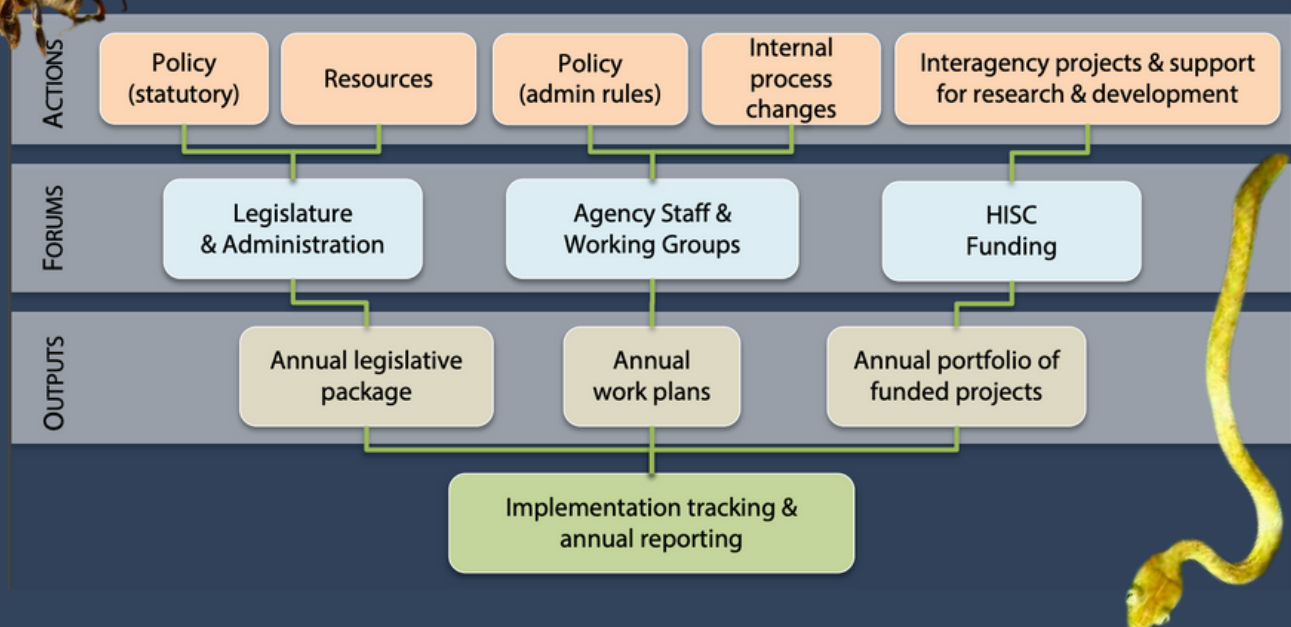 ACTIONS
Policy
(statutory)
Resources
Policy
(admin rules)
Internal
process
changes
Interagency projects & support
for research & development
FORUMS
Legislature
& Administration
Agency Staff &
Working Groups
HISC
Funding
OUTPUTS
Annual legislative
package
Annual
work plans
Annual portfolio of
funded projects
Implementation tracking &
annual reporting